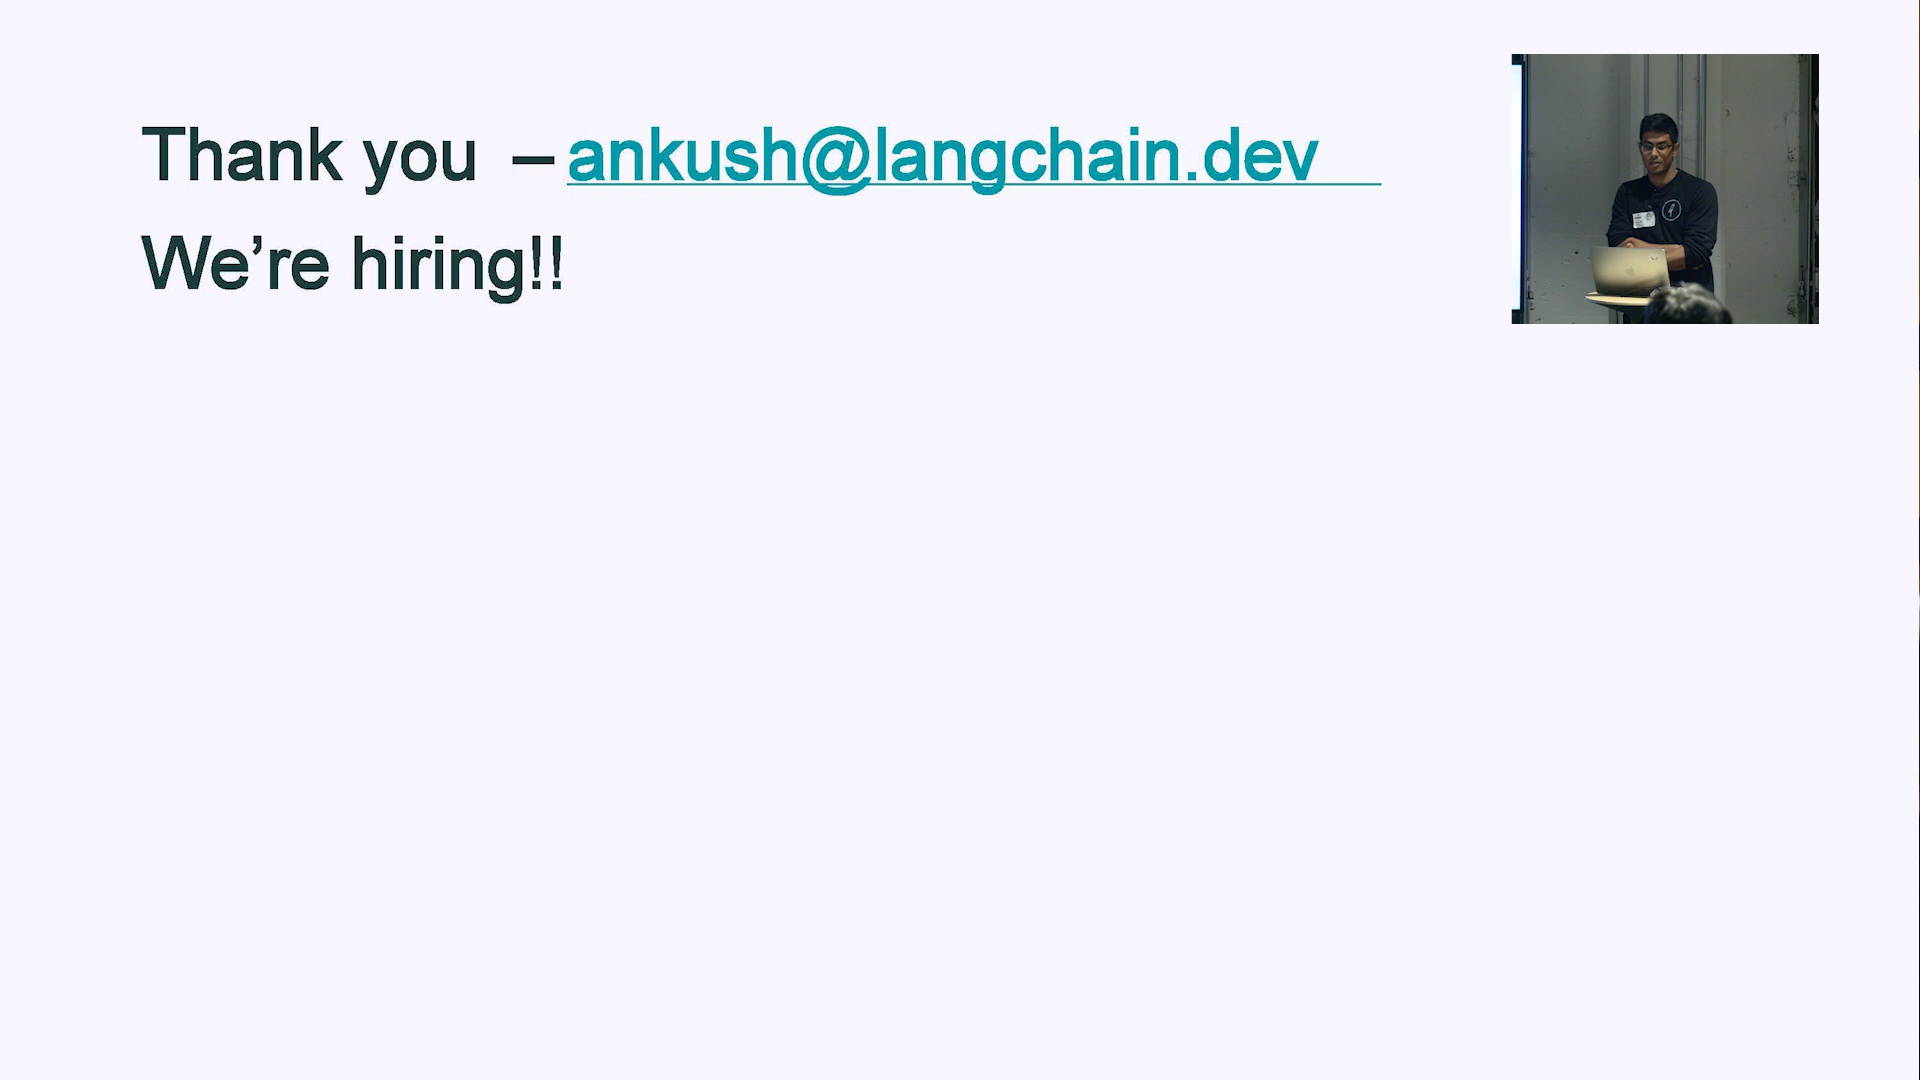 Thank you – ankush@langchain.dev
We’re hiring!!